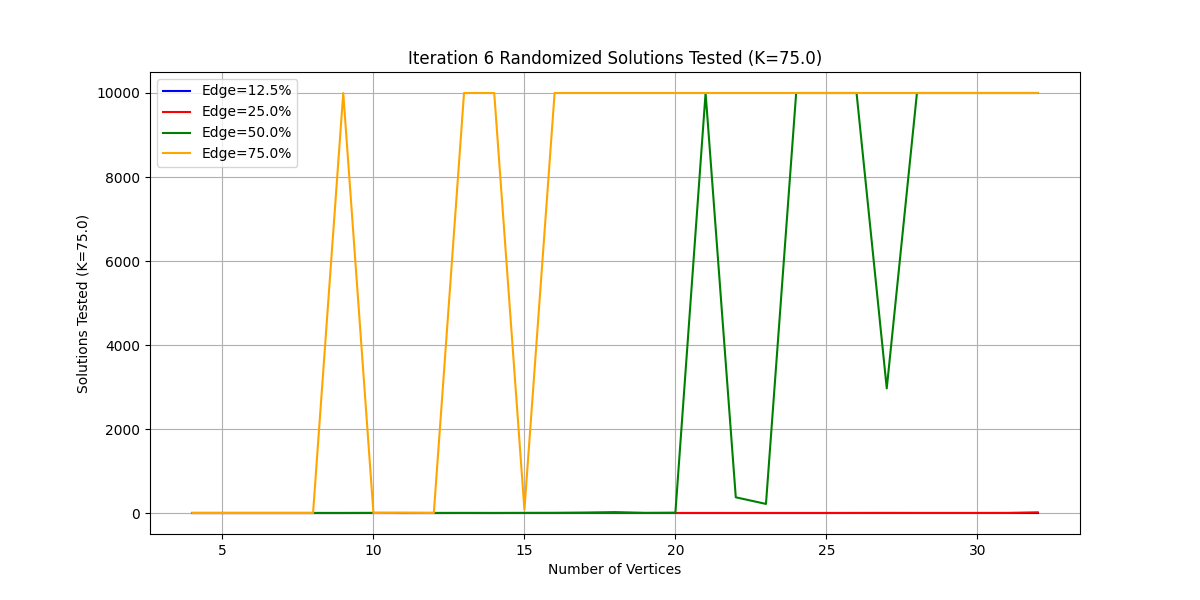 Iteration 6 Randomized Solutions Tested (K=75.0)
Edge=12.5%
Edge=25.0%
Edge=50.0%
Edge=75.0%
Solutions Tested (K=75.0)
10000
8000
6000
4000
2000
0
5 10 15 20 25 30
Number of Vertices